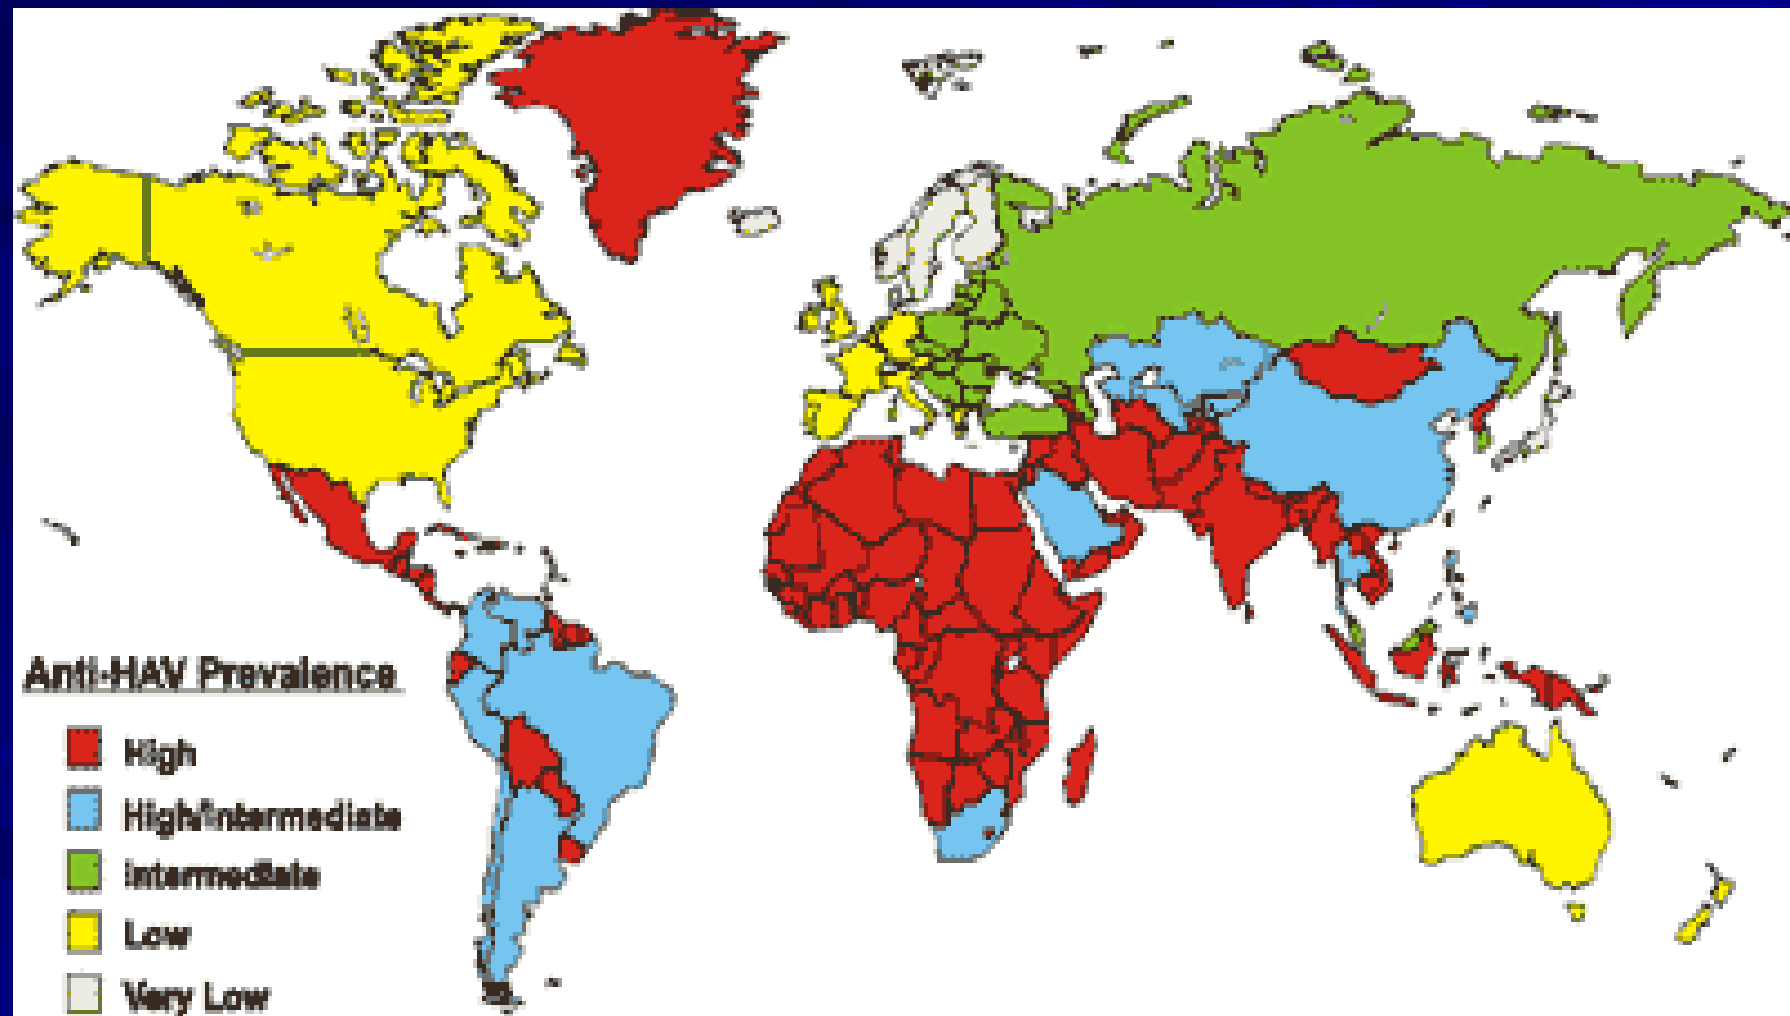 Anti-HAV Prevalence
High
High/Intermediate
Intermediate
Low
Very Low